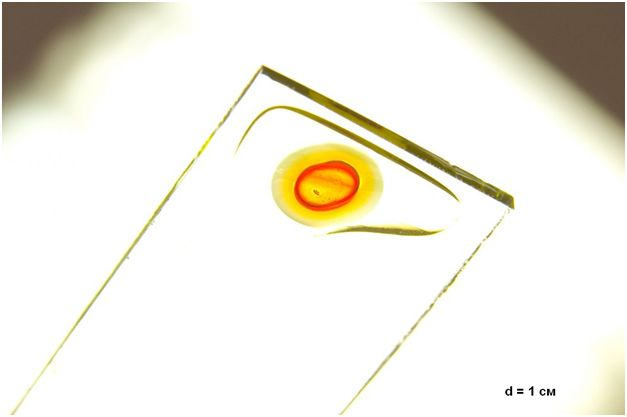 d = 1 см